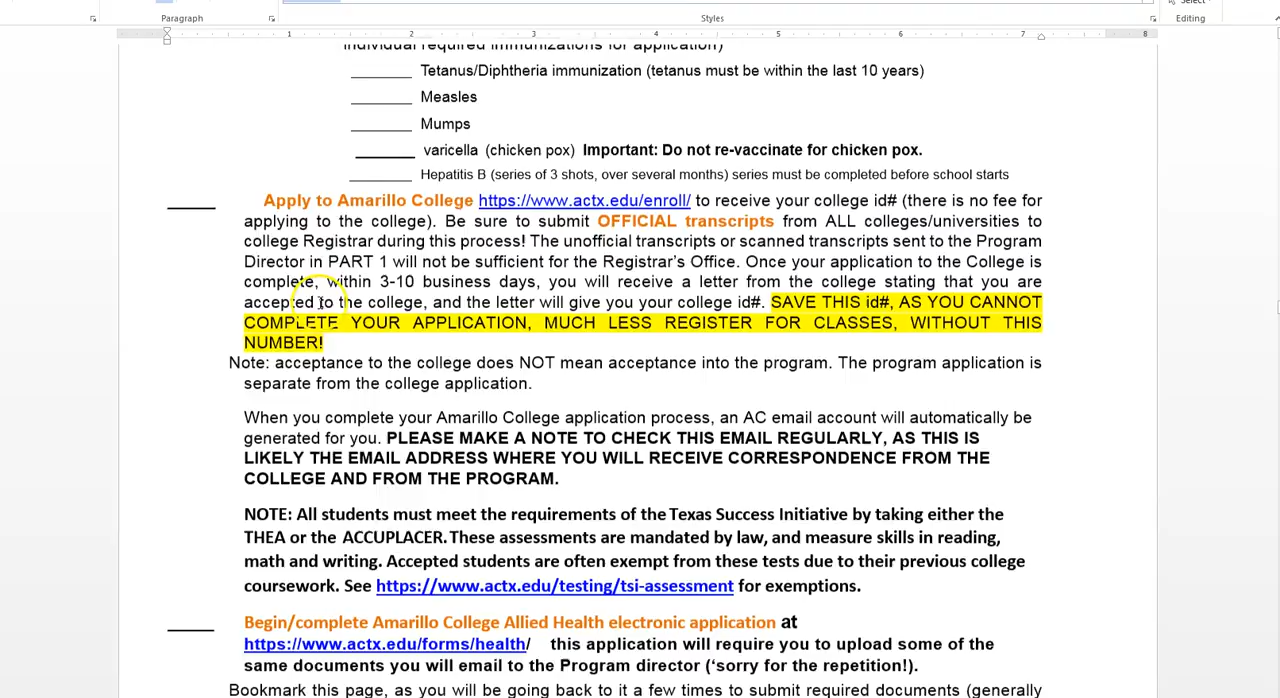 Select
Paragraph
Styles
Editing
1 2 3 4 5 6 7 8
individual required immunizations for application)
Tetanus/Diphtheria immunization (tetanus must be within the last 10 years)
Measles
Mumps
varicella (chicken pox) Important: Do not re-vaccinate for chicken pox.
Hepatitis B (series of 3 shots, over several months) series must be completed before school starts
Apply to Amarillo College https://www.actx.edu/enroll/ to receive your college id# (there is no fee for
applying to the college). Be sure to submit OFFICIAL transcripts from ALL colleges/universities to
college Registrar during this process! The unofficial transcripts or scanned transcripts sent to the Program
Director in PART 1 will not be sufficient for the Registrar's Office. Once your application to the College is
complete, within 3-10 business days, you will receive a letter from the college stating that you are
accepted to the college, and the letter will give you your college id#. SAVE THIS id#, AS YOU CANNOT
COMPLETE YOUR APPLICATION, MUCH LESS REGISTER FOR CLASSES, WITHOUT THIS
NUMBER!
Note: acceptance to the college does NOT mean acceptance into the program. The program application is
separate from the college application.
When you complete your Amarillo College application process, an AC email account will automatically be
generated for you. PLEASE MAKE A NOTE TO CHECK THIS EMAIL REGULARLY, AS THIS IS
LIKELY THE EMAIL ADDRESS WHERE YOU WILL RECEIVE CORRESPONDENCE FROM THE
COLLEGE AND FROM THE PROGRAM.
NOTE: All students must meet the requirements of the Texas Success Initiative by taking either the
THEA or the ACCUPLACER. These assessments are mandated by law, and measure skills in reading,
math and writing. Accepted students are often exempt from these tests due to their previous college
coursework. See https://www.actx.edu/testing/tsi-assessment for exemptions.
Begin/complete Amarillo College Allied Health electronic application at
https://www.actx.edu/forms/health/ this application will require you to upload some of the
same documents you will email to the Program director ('sorry for the repetition!).
Bookmark this page, as you will be going back to it a few times to submit required documents (generally